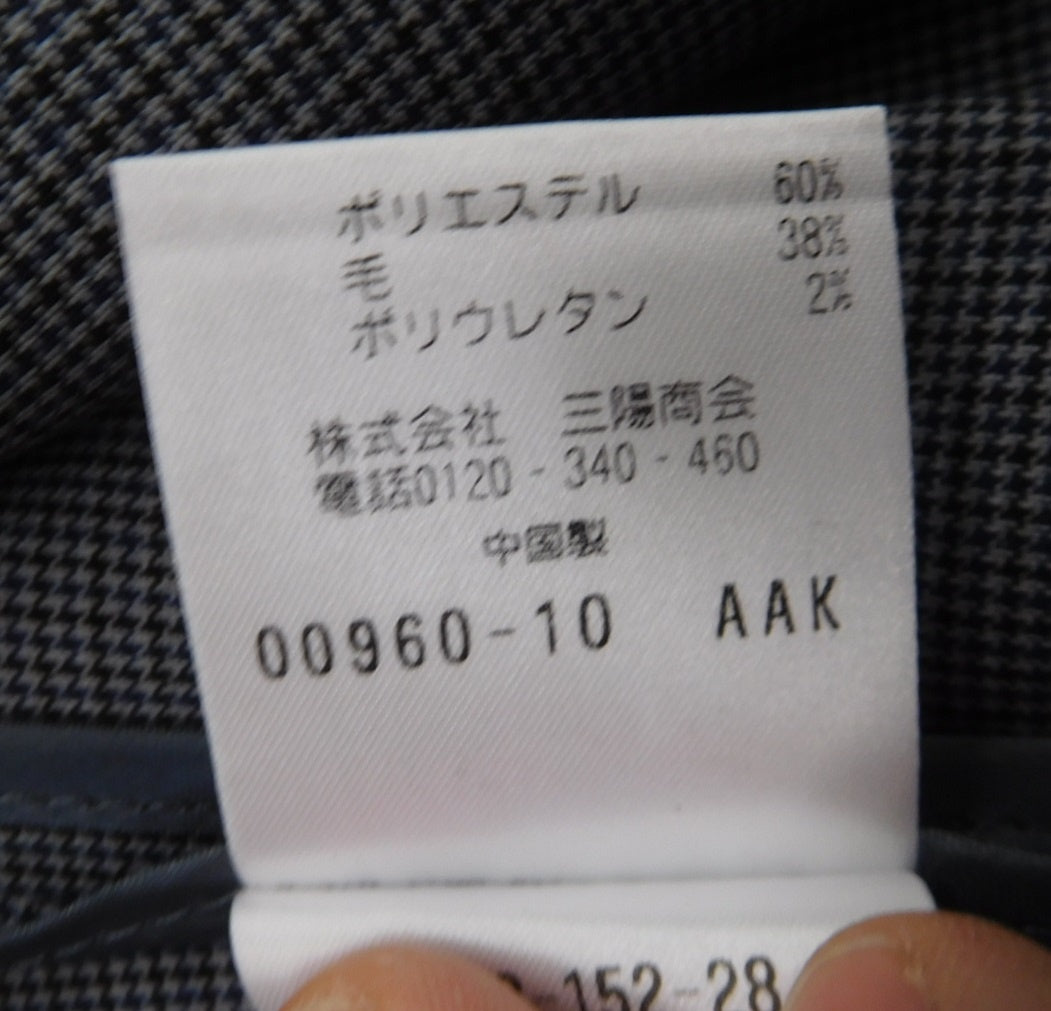 ポリエステル 60%
毛 38%
ポリウレタン 2%
株式会社 三陽商会
電話0120-340-460
中国製
00960-10 AAK
-152-28